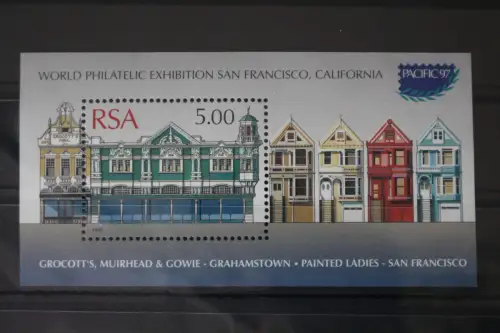 WORLD PHILATELIC EXHIBITION SAN FRANCISCO, CALIFORNIA
PACIFIC 97
RSA 5.00
GROCOTT'S, MUIRHEAD & GOWIE - GRAHAMSTOWN • PAINTED LADIES - SAN FRANCISCO